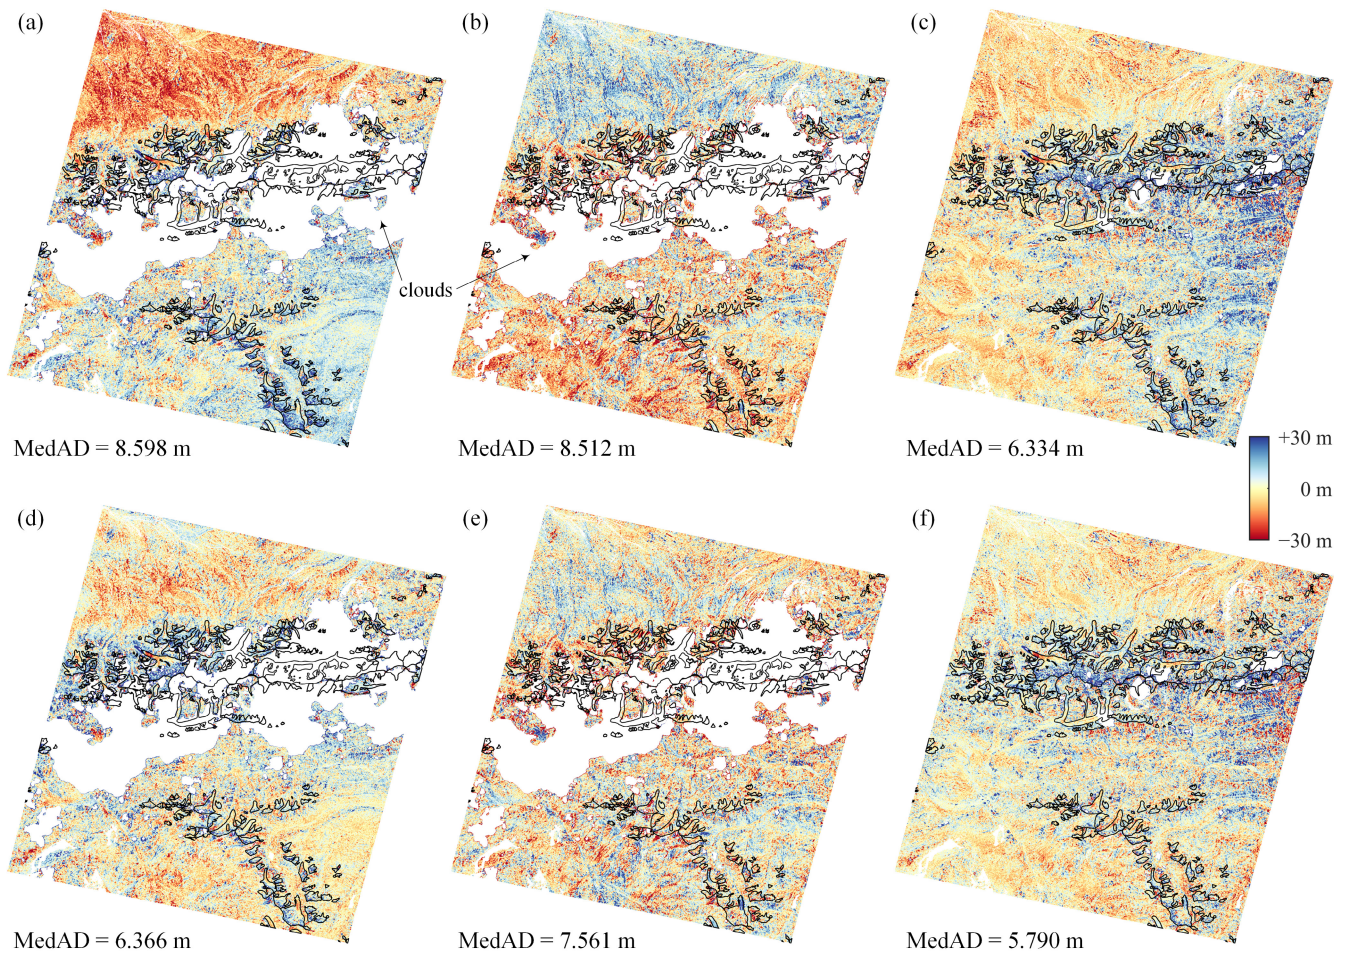 (a)
(b)
(c)
clouds
MedAD = 8.598 m
MedAD = 8.512 m
MedAD = 6.334 m
+30 m
0 m
−30 m
(d)
(e)
(f)
MedAD = 6.366 m
MedAD = 7.561 m
MedAD = 5.790 m